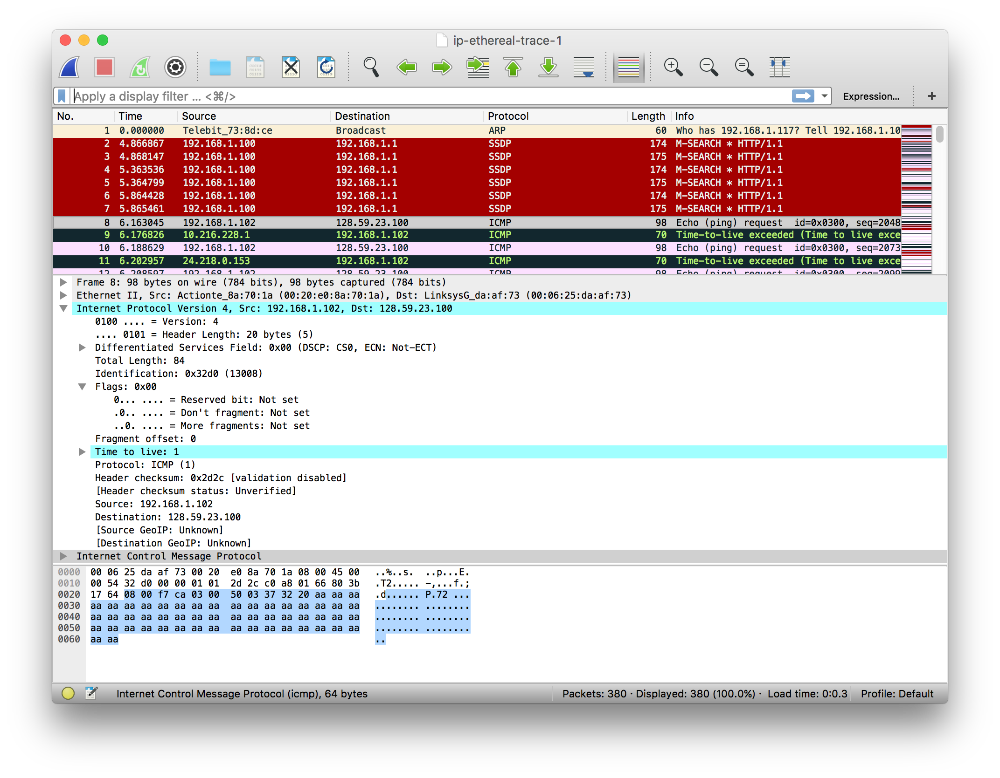 ip-ethereal-trace-1
Apply a display filter ... <⌘/>
Expression...
+
No. Time Source Destination Protocol Length Info
1 0.000000 Telebit_73:8d:ce Broadcast ARP 60 Who has 192.168.1.117? Tell 192.168.1.10
2 4.866867 192.168.1.100 192.168.1.1 SSDP 174 M-SEARCH * HTTP/1.1
3 4.868147 192.168.1.100 192.168.1.1 SSDP 175 M-SEARCH * HTTP/1.1
4 5.363536 192.168.1.100 192.168.1.1 SSDP 174 M-SEARCH * HTTP/1.1
5 5.364799 192.168.1.100 192.168.1.1 SSDP 175 M-SEARCH * HTTP/1.1
6 5.864428 192.168.1.100 192.168.1.1 SSDP 174 M-SEARCH * HTTP/1.1
7 5.865461 192.168.1.100 192.168.1.1 SSDP 175 M-SEARCH * HTTP/1.1
8 6.163045 192.168.1.102 128.59.23.100 ICMP 98 Echo (ping) request id=0x0300, seq=2048
9 6.176826 10.216.228.1 192.168.1.102 ICMP 70 Time-to-live exceeded (Time to live exce
10 6.188629 192.168.1.102 128.59.23.100 ICMP 98 Echo (ping) request id=0x0300, seq=2073
11 6.202957 24.218.0.153 192.168.1.102 ICMP 70 Time-to-live exceeded (Time to live exce
12 6.208597 192.168.1.102 128.59.23.100 ICMP 98 Echo (ping) request id=0x0300, seq=2099
Frame 8: 98 bytes on wire (784 bits), 98 bytes captured (784 bits)
Ethernet II, Src: Actionte_8a:70:1a (00:20:e0:8a:70:1a), Dst: LinksysG_da:af:73 (00:06:25:da:af:73)
Internet Protocol Version 4, Src: 192.168.1.102, Dst: 128.59.23.100
0100 .... = Version: 4
.... 0101 = Header Length: 20 bytes (5)
Differentiated Services Field: 0x00 (DSCP: CS0, ECN: Not-ECT)
Total Length: 84
Identification: 0x32d0 (13008)
Flags: 0x00
0... .... = Reserved bit: Not set
.0.. .... = Don't fragment: Not set
..0. .... = More fragments: Not set
Fragment offset: 0
Time to live: 1
Protocol: ICMP (1)
Header checksum: 0x2d2c [validation disabled]
[Header checksum status: Unverified]
Source: 192.168.1.102
Destination: 128.59.23.100
[Source GeoIP: Unknown]
[Destination GeoIP: Unknown]
Internet Control Message Protocol
0000 00 06 25 da af 73 00 20 e0 8a 70 1a 08 00 45 00 ..%..s. ..p...E.
0010 00 54 32 d0 00 00 01 01 2d 2c c0 a8 01 66 80 3b .T2..... -,...f.;
0020 17 64 08 00 f7 ca 03 00 50 03 37 32 20 aa aa aa .d...... P.72 ...
0030 aa aa aa aa aa aa aa aa aa aa aa aa aa aa aa aa ........ ........
0040 aa aa aa aa aa aa aa aa aa aa aa aa aa aa aa aa ........ ........
0050 aa aa aa aa aa aa aa aa aa aa aa aa aa aa aa aa ........ ........
0060 aa aa ..
Internet Control Message Protocol (icmp), 64 bytes
Packets: 380 · Displayed: 380 (100.0%) · Load time: 0:0.3
Profile: Default